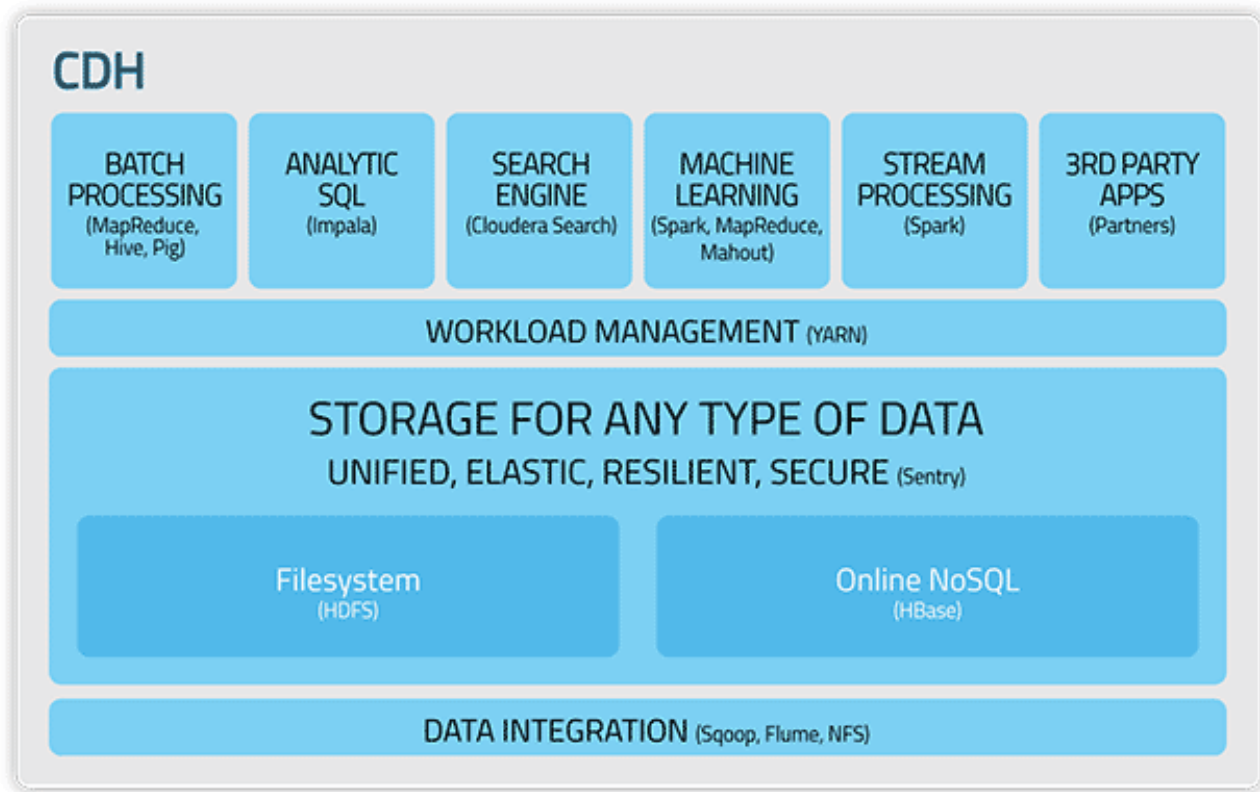 CDH
BATCH
PROCESSING
(MapReduce,
Hive, Pig)
ANALYTIC
SQL
(Impala)
SEARCH
ENGINE
(Cloudera Search)
MACHINE
LEARNING
(Spark, MapReduce,
Mahout)
STREAM
PROCESSING
(Spark)
3RD PARTY
APPS
(Partners)
WORKLOAD MANAGEMENT (YARN)
STORAGE FOR ANY TYPE OF DATA
UNIFIED, ELASTIC, RESILIENT, SECURE (Sentry)
Filesystem
(HDFS)
Online NoSQL
(HBase)
DATA INTEGRATION (Sqoop, Flume, NFS)